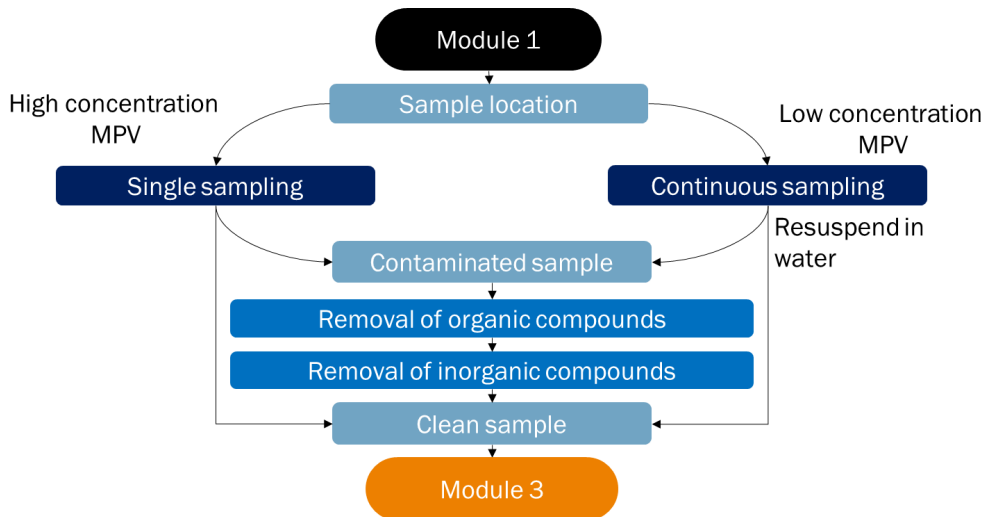 Module 1
Sample location
High concentration
MPV
Low concentration
MPV
Single sampling
Continuous sampling
Resuspend in
water
Contaminated sample
Removal of organic compounds
Removal of inorganic compounds
Clean sample
Module 3